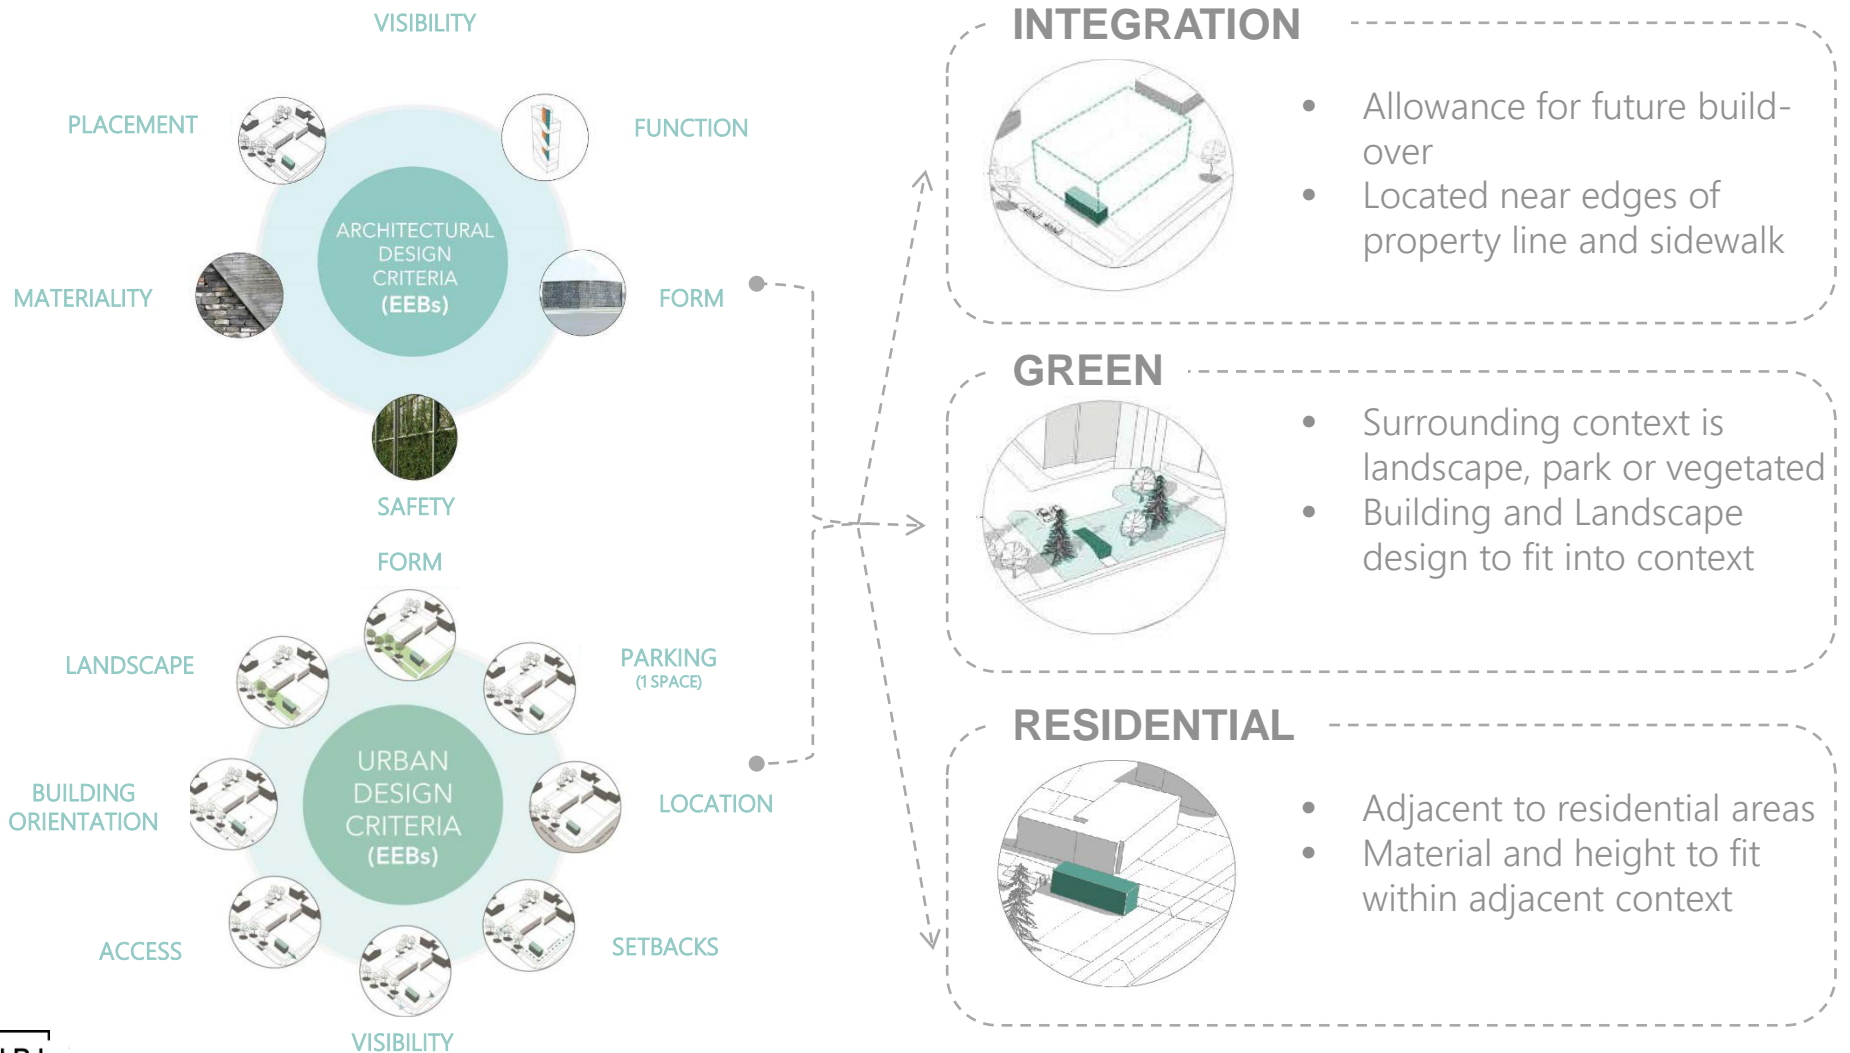 VISIBILITY
PLACEMENT
FUNCTION
ARCHITECTURAL
DESIGN
CRITERIA
(EEBs)
MATERIALITY
FORM
SAFETY
FORM
LANDSCAPE
PARKING
(1 SPACE)
URBAN
DESIGN
CRITERIA
(EEBs)
BUILDING
ORIENTATION
LOCATION
ACCESS
SETBACKS
VISIBILITY
INTEGRATION
• Allowance for future build-
over
• Located near edges of
property line and sidewalk
GREEN
• Surrounding context is
landscape, park or vegetated
• Building and Landscape
design to fit into context
RESIDENTIAL
• Adjacent to residential areas
• Material and height to fit
within adjacent context